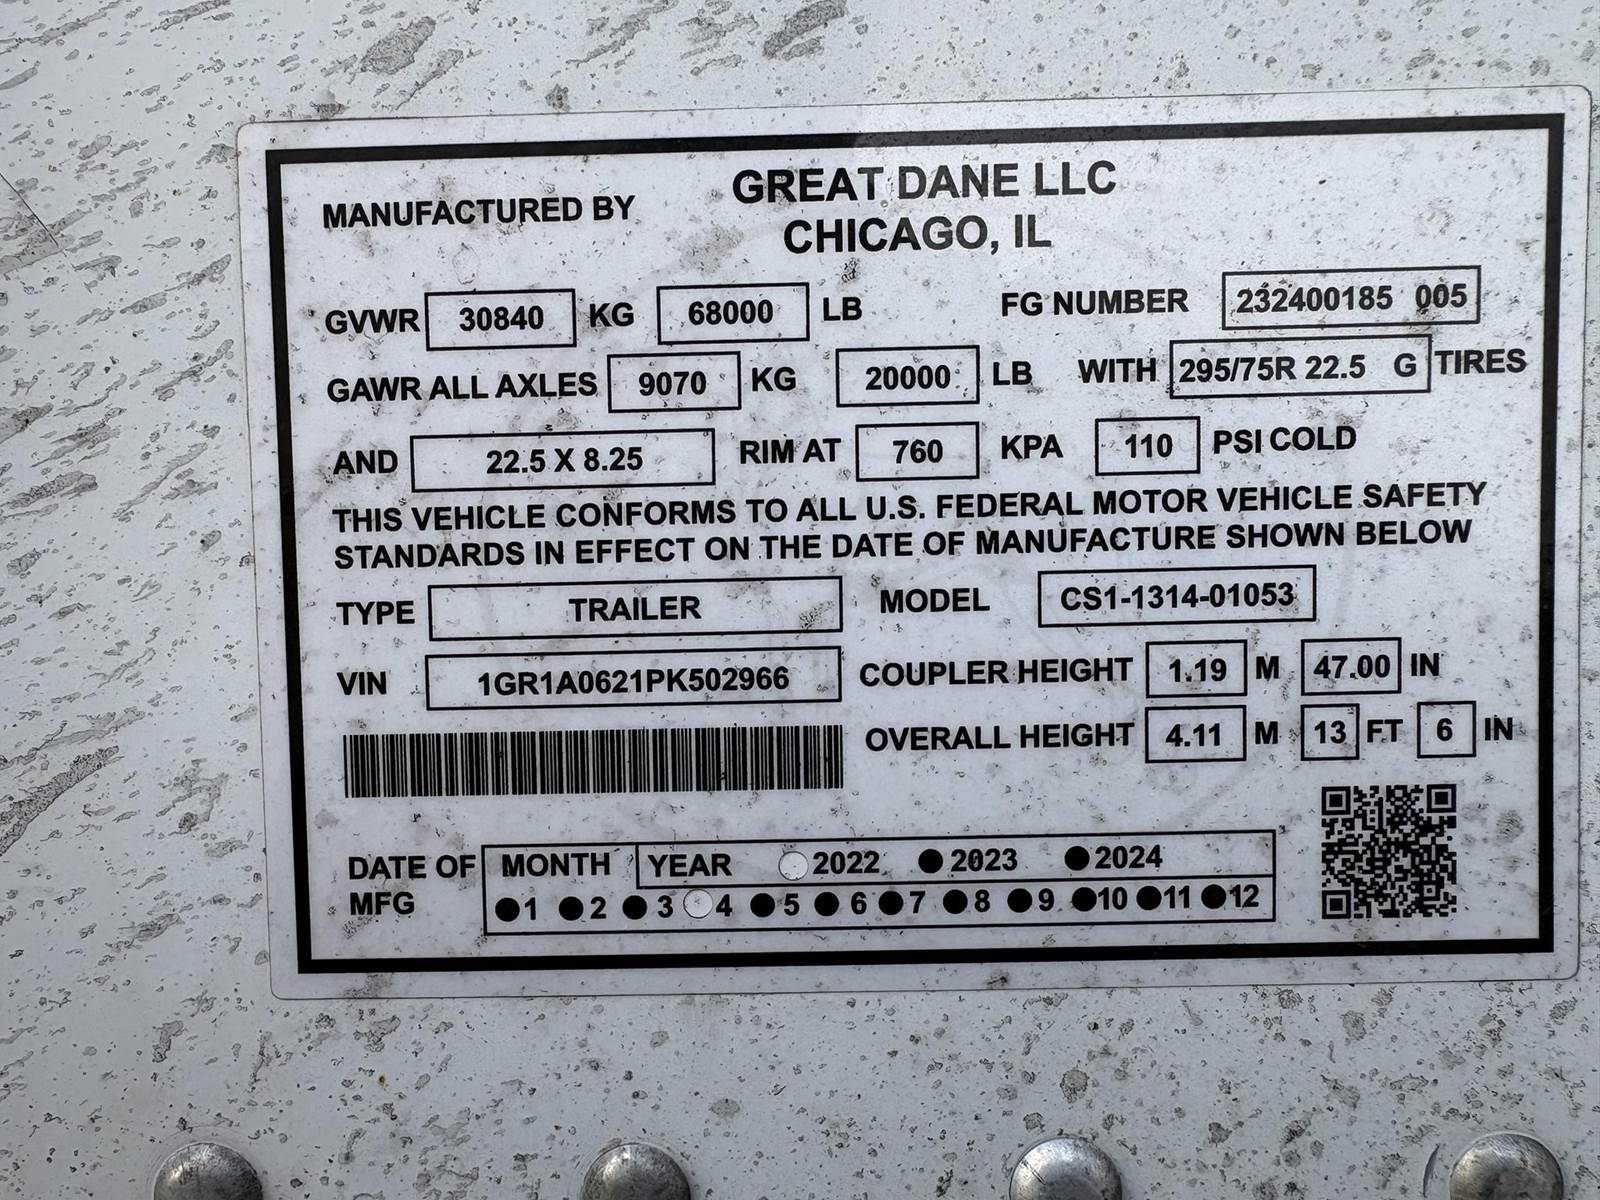 MANUFACTURED BY GREAT DANE LLC
CHICAGO, IL
GVWR 30840 KG 68000 LB FG NUMBER 232400185 005
GAWR ALL AXLES 9070 KG 20000 LB WITH 295/75R 22.5 G TIRES
AND 22.5 X 8.25 RIM AT 760 KPA 110 PSI COLD
THIS VEHICLE CONFORMS TO ALL U.S. FEDERAL MOTOR VEHICLE SAFETY
STANDARDS IN EFFECT ON THE DATE OF MANUFACTURE SHOWN BELOW
TYPE TRAILER MODEL CS1-1314-01053
VIN 1GR1A0621PK502966 COUPLER HEIGHT 1.19 M 47.00 IN
OVERALL HEIGHT 4.11 M 13 FT 6 IN
DATE OF MFG MONTH YEAR 2022 2023 2024
1 2 3 4 5 6 7 8 9 10 11 12